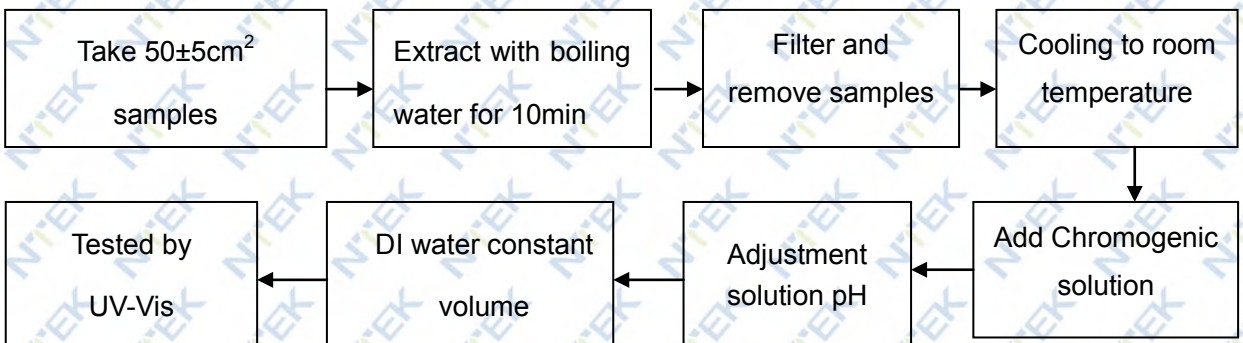 Take 50±5cm²
samples
Extract with boiling
water for 10min
Filter and
remove samples
Cooling to room
temperature
Add Chromogenic
solution
Adjustment
solution pH
DI water constant
volume
Tested by
UV-Vis
NTEK